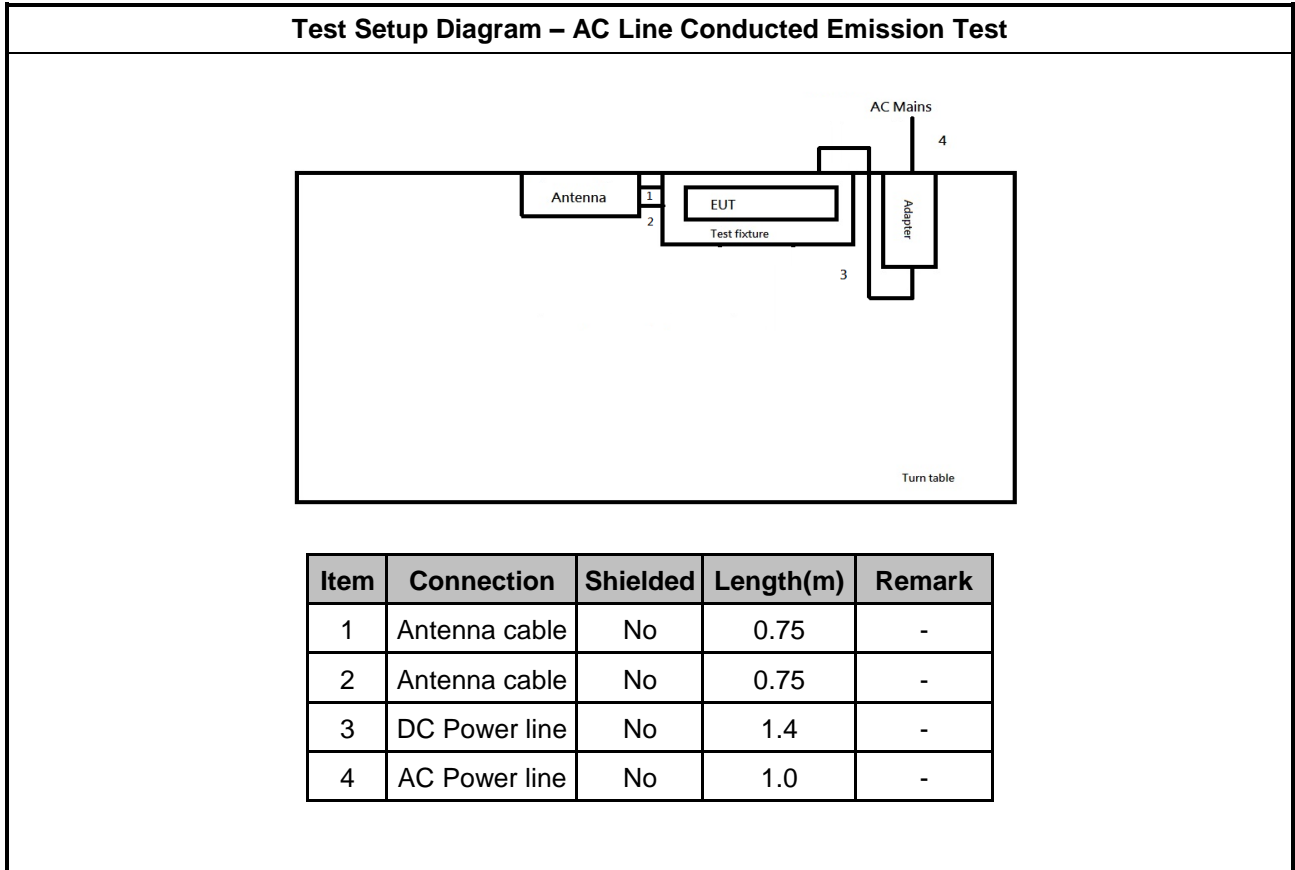 Test Setup Diagram – AC Line Conducted Emission Test
AC Mains
4
Antenna
1
2
EUT
Test fixture
Adapter
3
Turn table
Item Connection Shielded Length(m) Remark
1 Antenna cable No 0.75 -
2 Antenna cable No 0.75 -
3 DC Power line No 1.4 -
4 AC Power line No 1.0 -